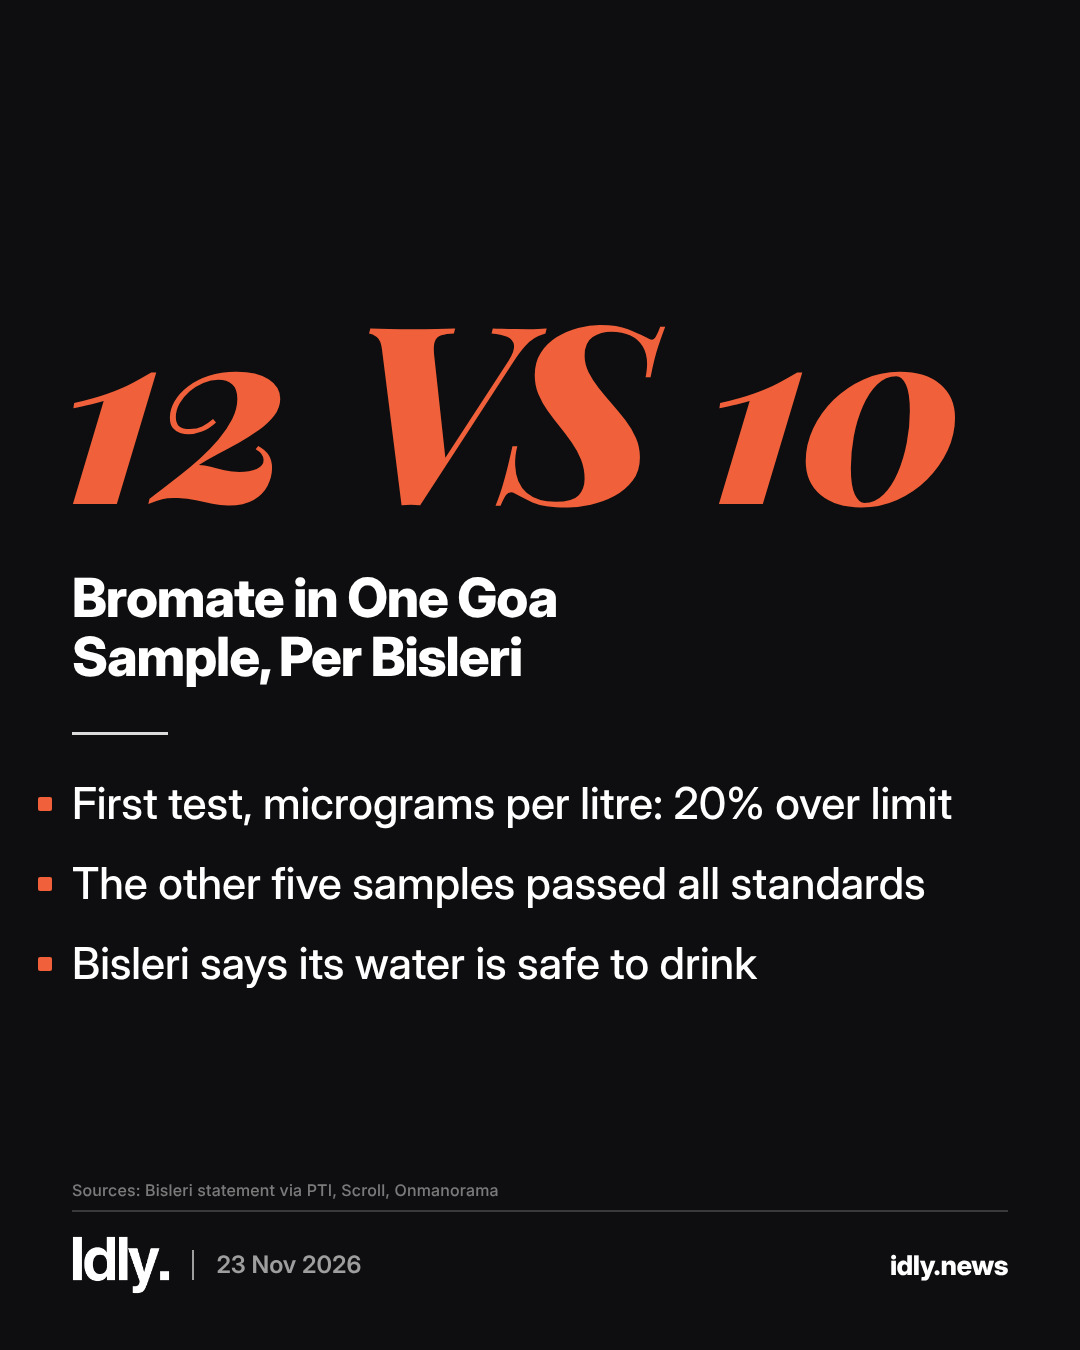 12 VS 10
Bromate in One Goa
Sample, Per Bisleri
First test, micrograms per litre: 20% over limit
The other five samples passed all standards
Bisleri says its water is safe to drink
Sources: Bisleri statement via PTI, Scroll, Onmanorama
Idly. | 23 Nov 2026
idly.news